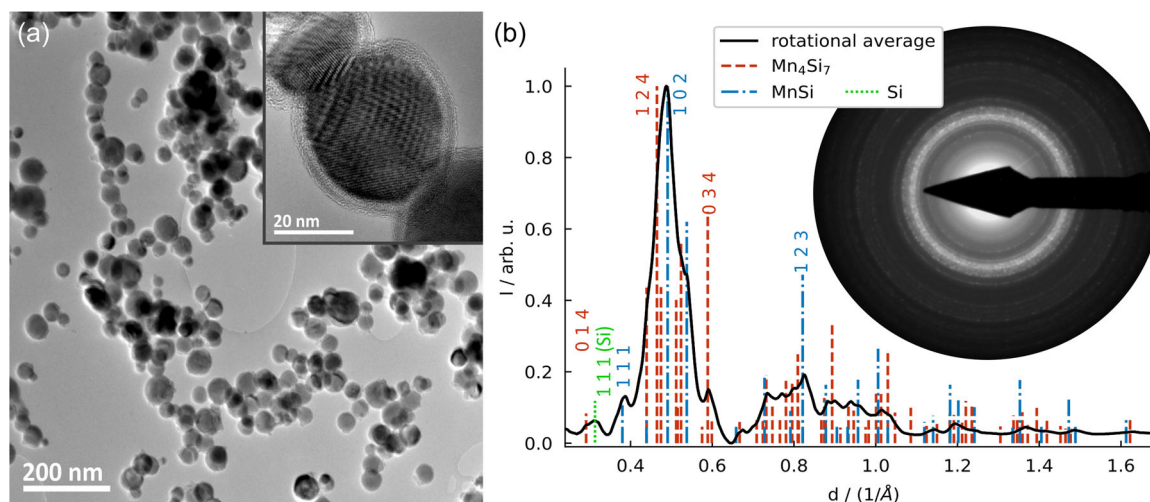 (a)
20 nm
200 nm
(b)
rotational average
Mn₄Si₇
MnSi
Si
I / arb. u.
1.0
0.8
0.6
0.4
0.2
0.0
0 1 4
1 1 1 (Si)
1 1 1
1 2 4
1 0 2
0 3 4
1 2 3
0.4
0.6
0.8
1.0
1.2
1.4
1.6
d / (1/Å)